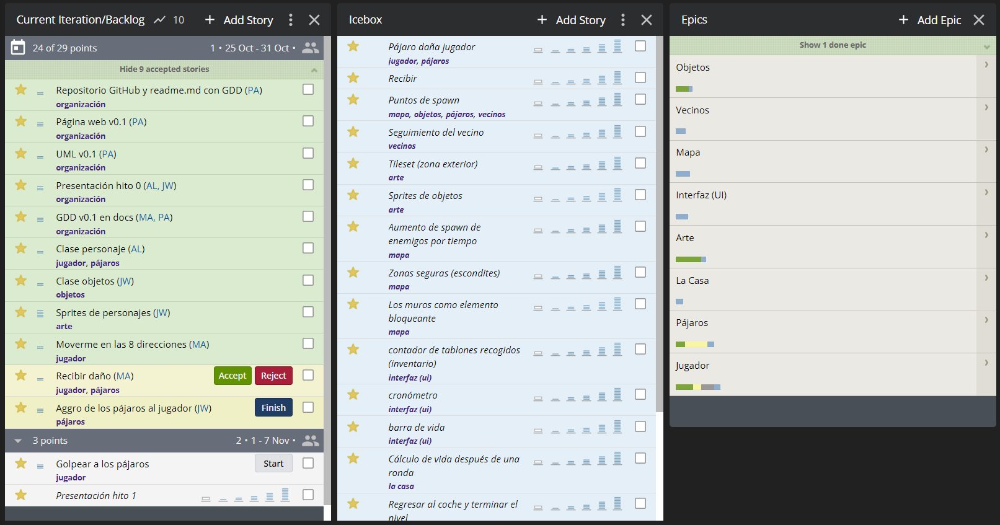 Current Iteration/Backlog 10 + Add Story
24 of 29 points 1 • 25 Oct - 31 Oct •
Hide 9 accepted stories
Repositorio GitHub y readme.md con GDD (PA)
organización
Página web v0.1 (PA)
organización
UML v0.1 (PA)
organización
Presentación hito 0 (AL, JW)
organización
GDD v0.1 en docs (MA, PA)
organización
Clase personaje (AL)
jugador, pájaros
Clase objetos (JW)
objetos
Sprites de personajes (JW)
arte
Moverme en las 8 direcciones (MA)
jugador
Recibir daño (MA) Accept Reject
jugador, pájaros
Aggro de los pájaros al jugador (JW) Finish
pájaros
3 points 2 • 1 - 7 Nov •
Golpear a los pájaros Start
jugador
Presentación hito 1
Icebox + Add Story
Pájaro daña jugador
jugador, pájaros
Recibir
Puntos de spawn
mapa, objetos, pájaros, vecinos
Seguimiento del vecino
vecinos
Tileset (zona exterior)
arte
Sprites de objetos
arte
Aumento de spawn de
enemigos por tiempo
mapa
Zonas seguras (escondites)
mapa
Los muros como elemento
bloqueante
mapa
contador de tablones recogidos
(inventario)
interfaz (ui)
cronómetro
interfaz (ui)
barra de vida
interfaz (ui)
Cálculo de vida después de una
ronda
la casa
Regresar al coche y terminar el
nivel
Epics + Add Epic
Show 1 done epic
Objetos
Vecinos
Mapa
Interfaz (UI)
Arte
La Casa
Pájaros
Jugador